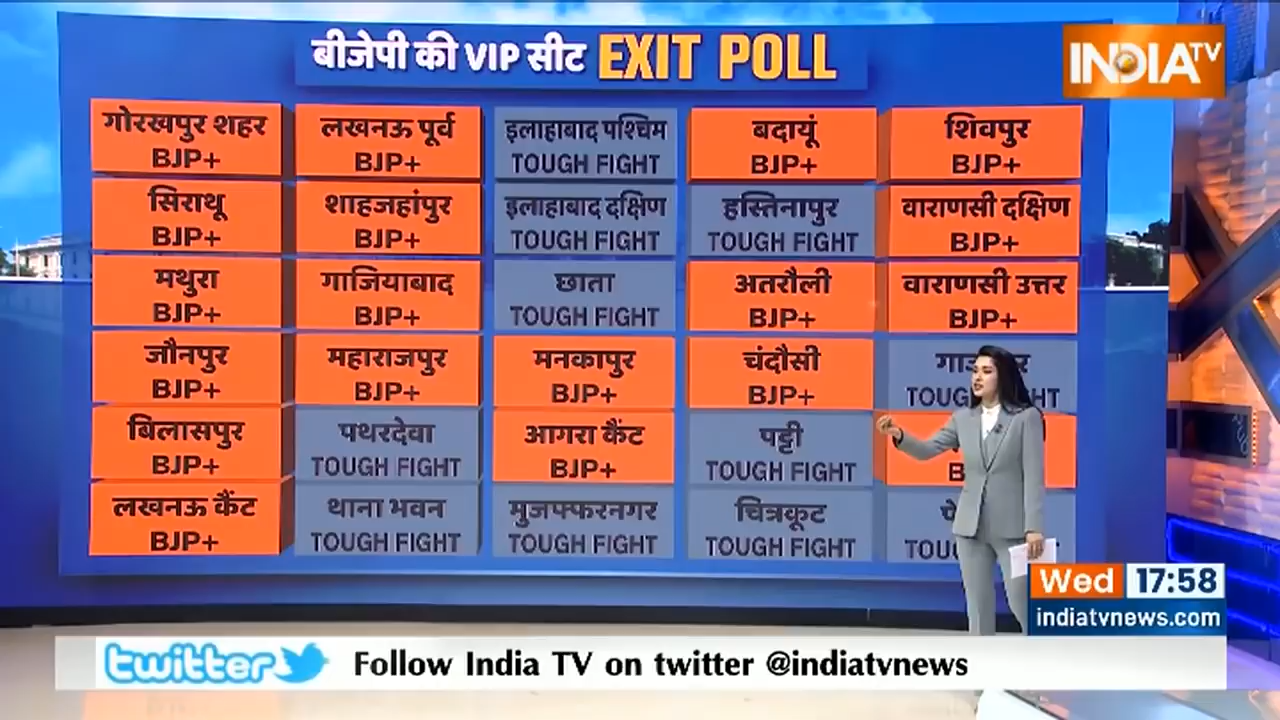 बीजेपी की VIP सीट EXIT POLL
INDIA TV
गोरखपुर शहर
BJP+
लखनऊ पूर्व
BJP+
इलाहाबाद पश्चिम
TOUGH FIGHT
बदायूं
BJP+
शिवपुर
BJP+
सिराथू
BJP+
शाहजहांपुर
BJP+
इलाहाबाद दक्षिण
TOUGH FIGHT
हस्तिनापुर
TOUGH FIGHT
वाराणसी दक्षिण
BJP+
मथुरा
BJP+
गाजियाबाद
BJP+
छाता
TOUGH FIGHT
अतरौली
BJP+
वाराणसी उत्तर
BJP+
जौनपुर
BJP+
महाराजपुर
BJP+
मनकापुर
BJP+
चंदौसी
BJP+
बिलासपुर
BJP+
पथरदेवा
TOUGH FIGHT
आगरा कैंट
BJP+
पट्टी
TOUGH FIGHT
लखनऊ कैंट
BJP+
थाना भवन
TOUGH FIGHT
मुजफ्फरनगर
TOUGH FIGHT
चित्रकूट
TOUGH FIGHT
Wed 17:58
indiatvnews.com
twitter Follow India TV on twitter @indiatvnews